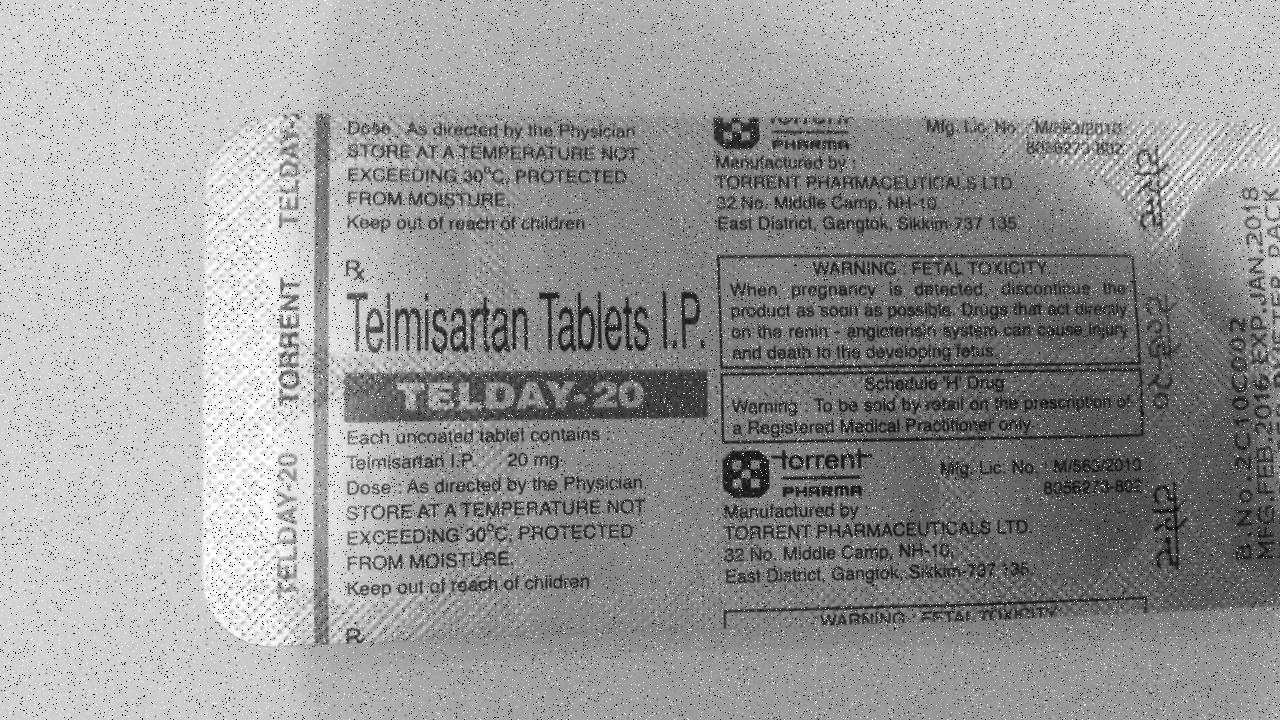 Dose : As directed by the Physician
STORE AT A TEMPERATURE NOT
EXCEEDING 30°C, PROTECTED
FROM MOISTURE.
Keep out of reach of children
Rx
Telmisartan Tablets I.P.
TELDAY-20
Each uncoated tablet contains :
Telmisartan I.P. 20 mg.
Dose : As directed by the Physician.
STORE AT A TEMPERATURE NOT
EXCEEDING 30°C, PROTECTED
FROM MOISTURE.
Keep out of reach of children
Rx
TELDAY-20
TORRENT
TELDAY-2
torrent
PHARMA
Mfg. Lic. No. M/563/2010
8056273-802
Manufactured by :
TORRENT PHARMACEUTICALS LTD.
32 No. Middle Camp, NH-10,
East District, Gangtok, Sikkim-737 135.
WARNING : FETAL TOXICITY
When pregnancy is detected, discontinue the
product as soon as possible. Drugs that act directly
on the renin - angiotensin system can cause injury
and death to the developing fetus.
Schedule 'H' Drug
Warning : To be sold by retail on the prescription of
a Registered Medical Practitioner only.
torrent
PHARMA
Mfg. Lic. No. M/563/2010
8056273-802
Manufactured by :
TORRENT PHARMACEUTICALS LTD.
32 No. Middle Camp, NH-10,
East District, Gangtok, Sikkim-737 135.
WARNING : FETAL TOXICITY
B.No. 2C10C002
MFG.FEB.2016 EXP.JAN.2018